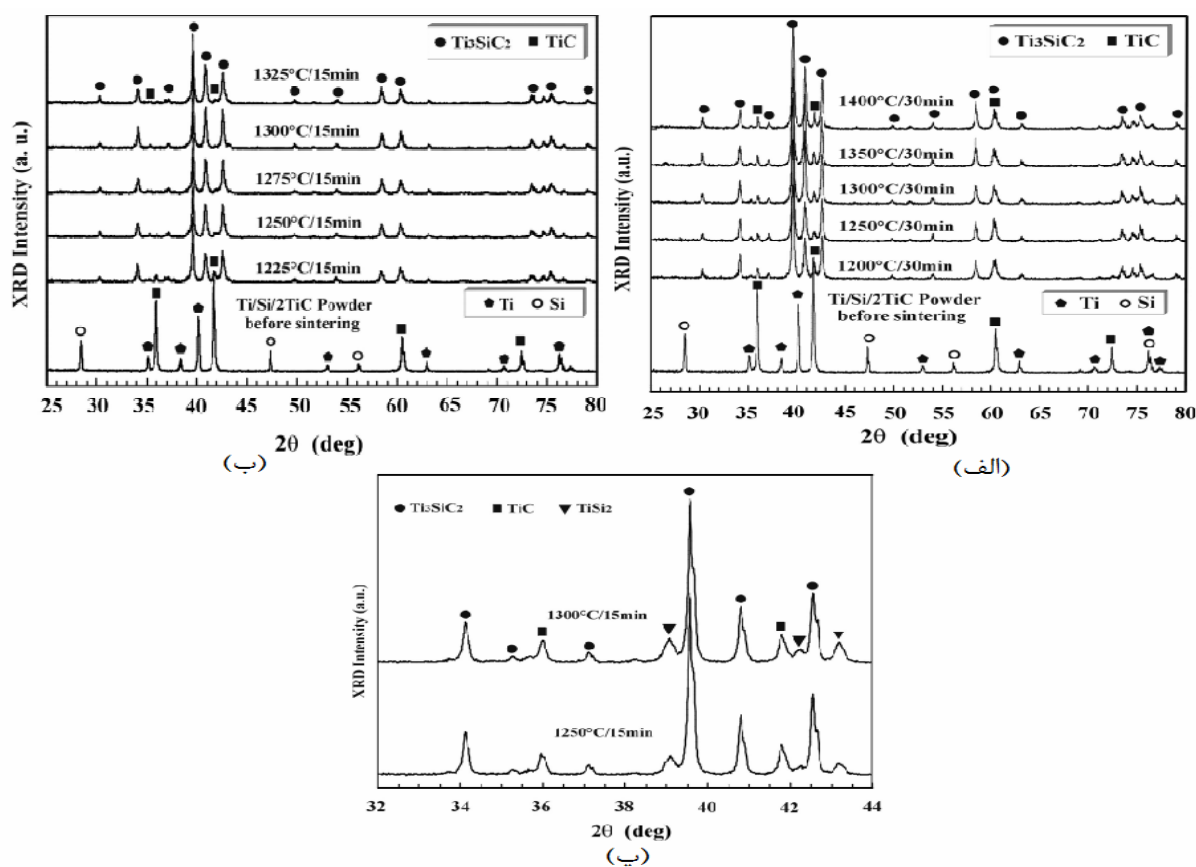 ● Ti₃SiC₂ ■ TiC
1325°C/15min
1300°C/15min
1275°C/15min
1250°C/15min
1225°C/15min
Ti/Si/2TiC Powder
before sintering
Ti Si
XRD Intensity (a. u.)
25 30 35 40 45 50 55 60 65 70 75 80
2θ (deg)
(ب)
● Ti₃SiC₂ ■ TiC
1400°C/30min
1350°C/30min
1300°C/30min
1250°C/30min
1200°C/30min
Ti/Si/2TiC Powder
before sintering
Ti Si
XRD Intensity (a.u.)
25 30 35 40 45 50 55 60 65 70 75 80
2θ (deg)
(الف)
● Ti₃SiC₂ ■ TiC ▼ TiSi₂
1300°C/15min
1250°C/15min
XRD Intensity (a.u.)
32 34 36 38 40 42 44
2θ (deg)
(پ)